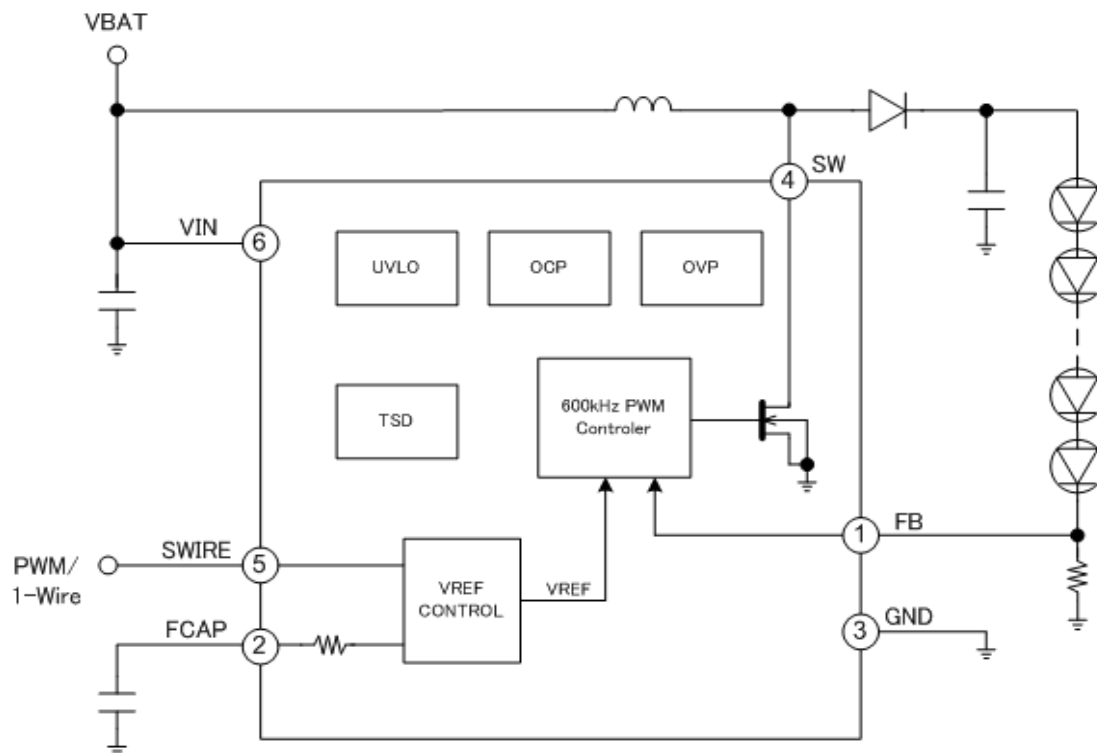 VBAT
SW
4
VIN
6
UVLO
OCP
OVP
TSD
600kHz PWM
Controler
1
FB
PWM/
1-Wire
SWIRE
5
VREF
CONTROL
VREF
FCAP
2
3
GND